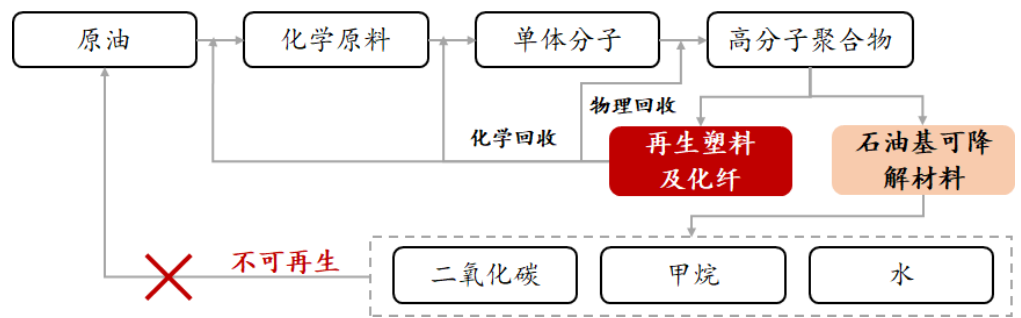 原油
化学原料
单体分子
高分子聚合物
物理回收
化学回收
再生塑料
及化纤
石油基可降
解材料
不可再生
二氧化碳
甲烷
水